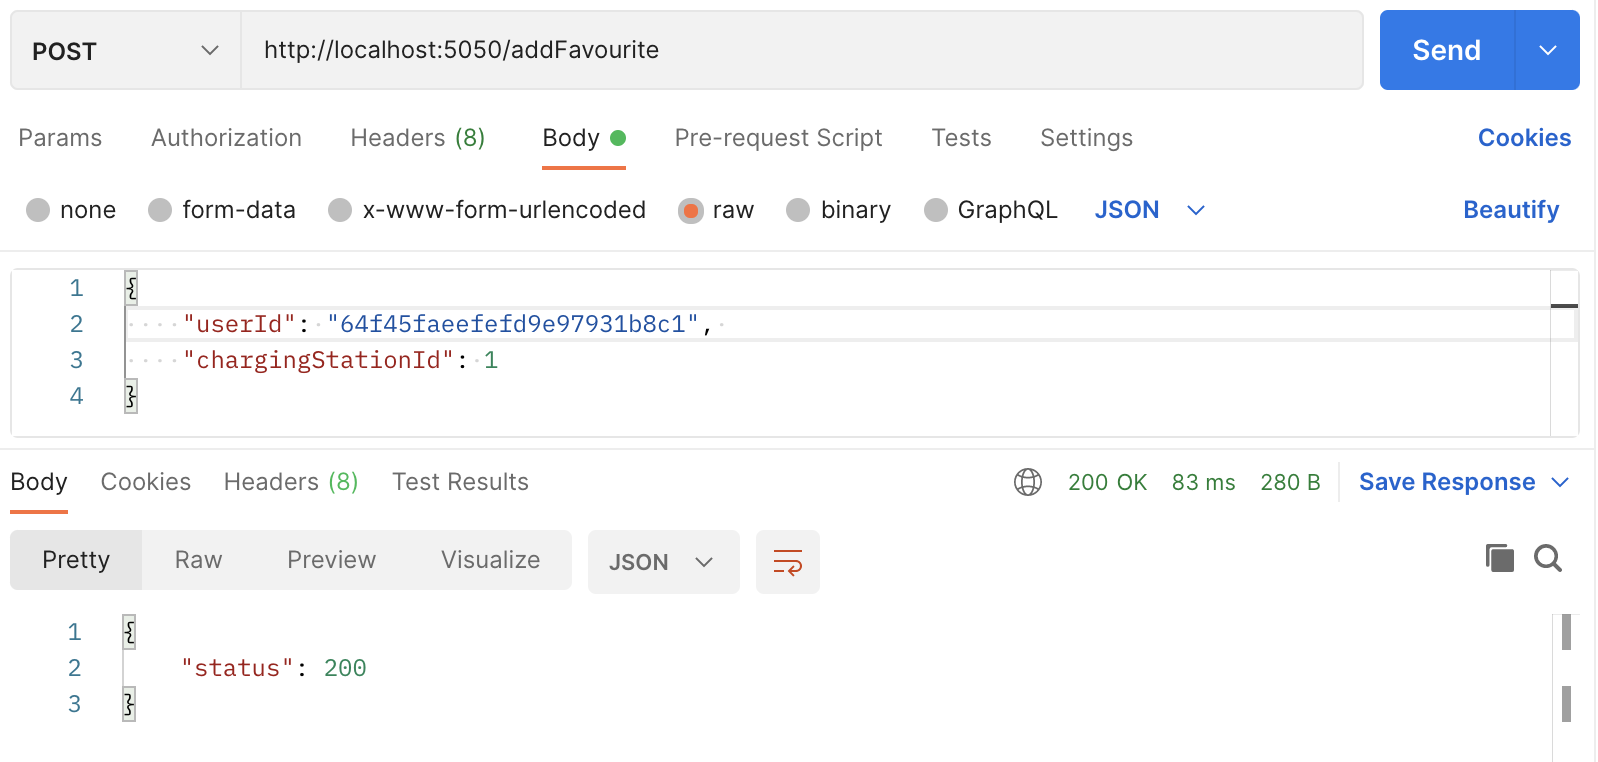 POST http://localhost:5050/addFavourite Send
Params Authorization Headers (8) Body Pre-request Script Tests Settings Cookies
none form-data x-www-form-urlencoded raw binary GraphQL JSON Beautify
1 {
2 "userId": "64f45faeefefd9e97931b8c1",
3 "chargingStationId": 1
4 }
Body Cookies Headers (8) Test Results 200 OK 83 ms 280 B Save Response
Pretty Raw Preview Visualize JSON
1 {
2 "status": 200
3 }